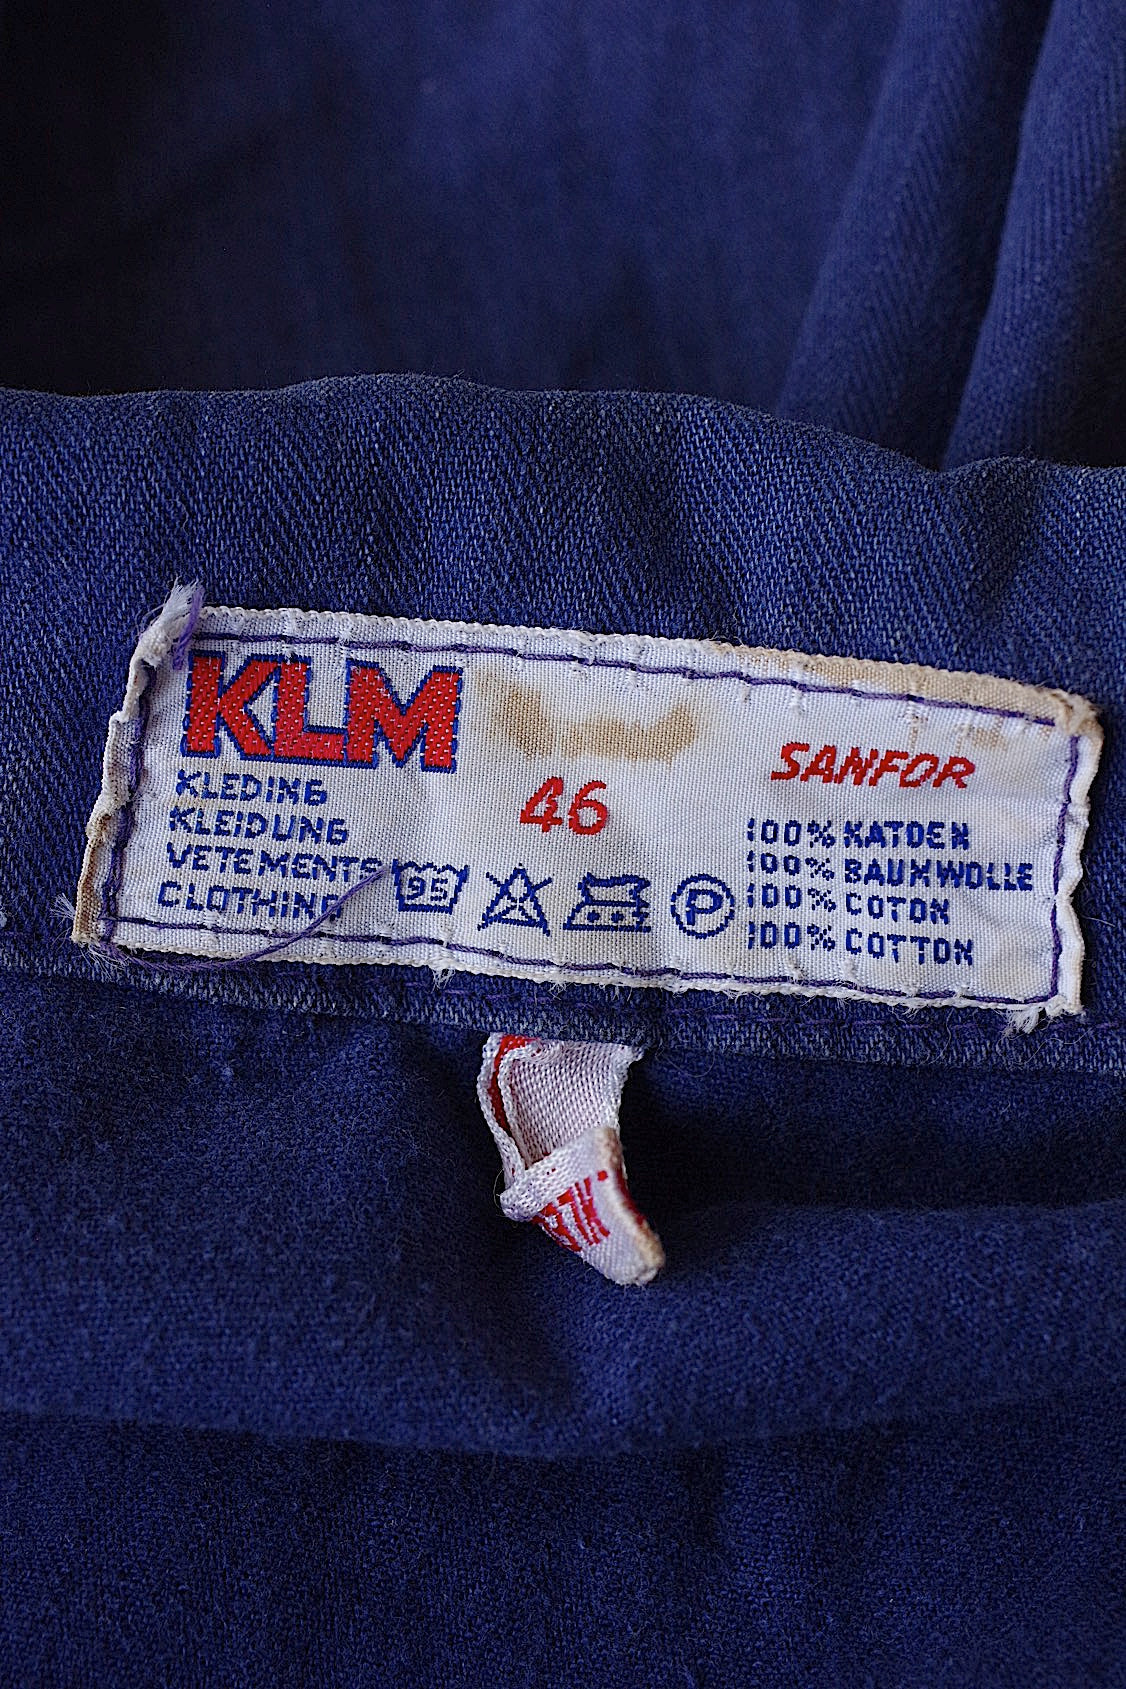 KLM
KLEDING
KLEIDUNG
VETEMENTS
CLOTHING
46
95
P
SANFOR
100% KATOEN
100% BAUMWOLLE
100% COTON
100% COTTON